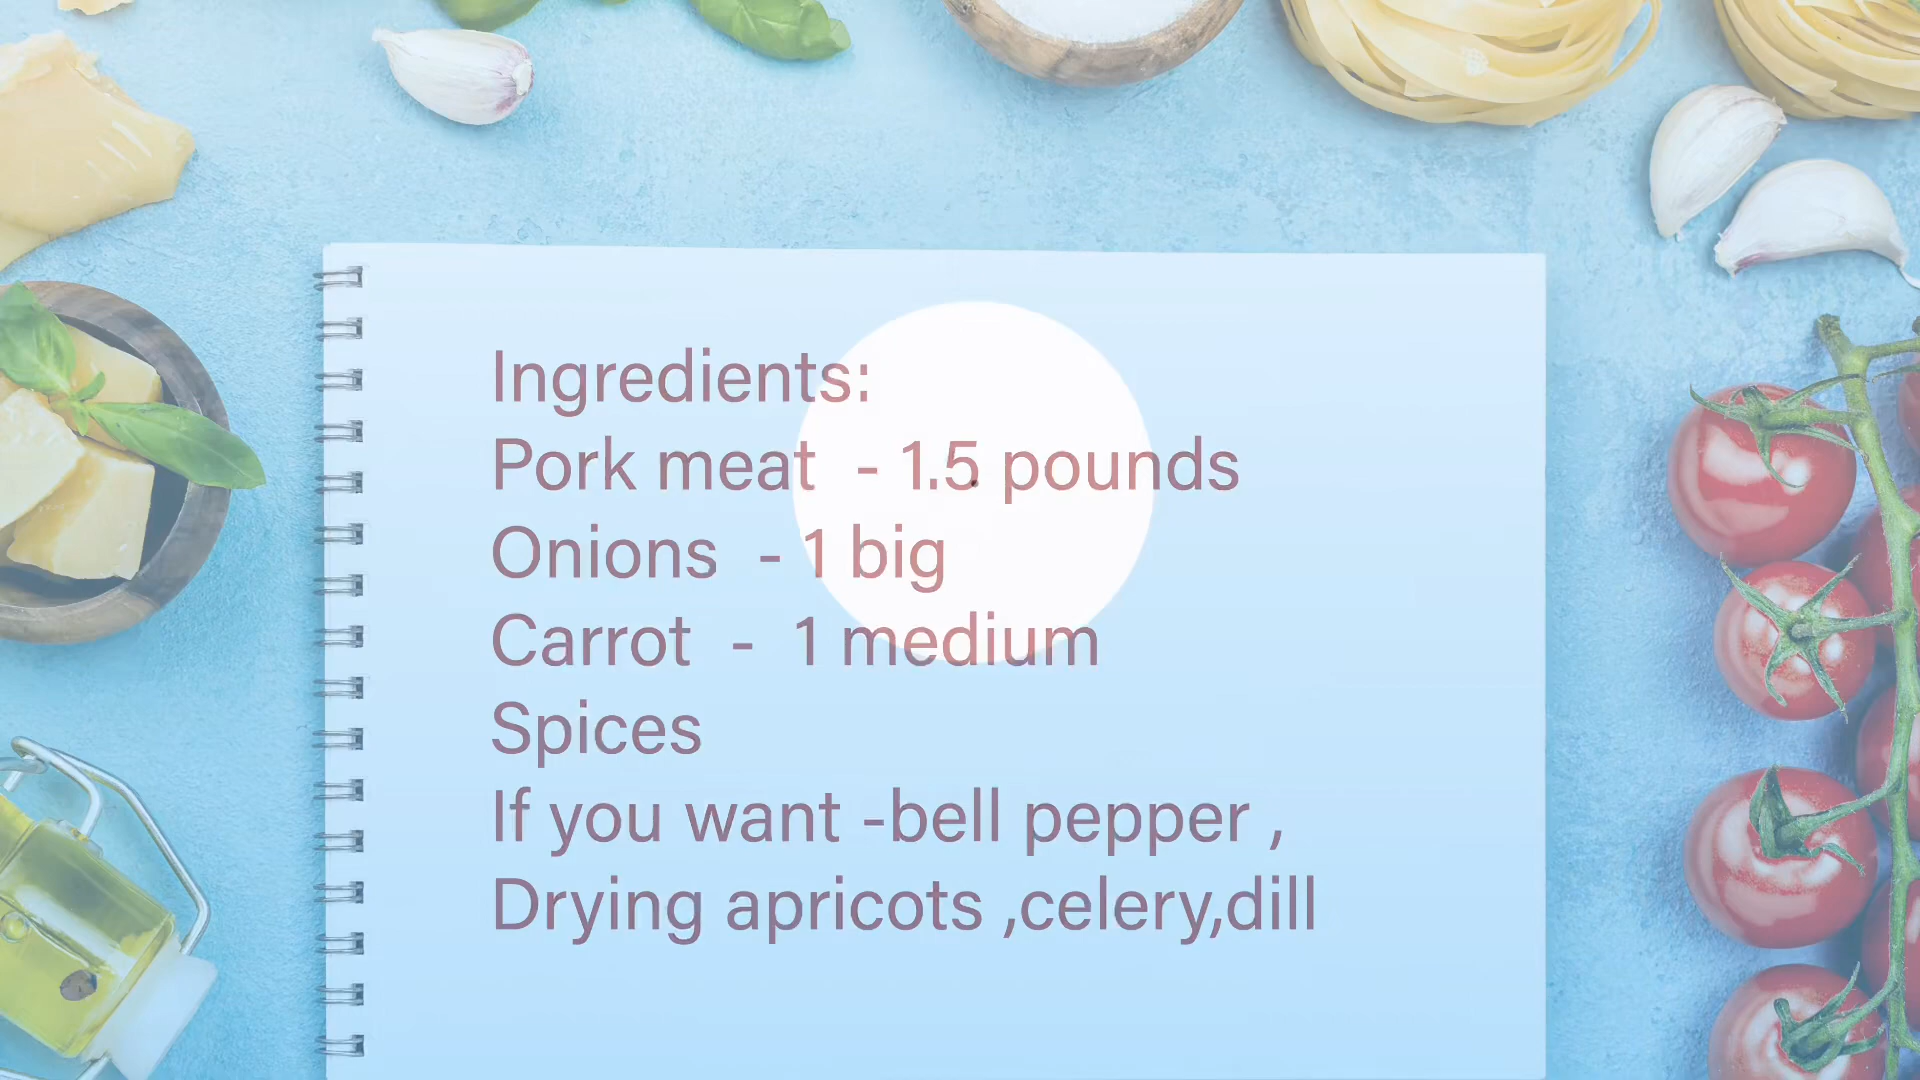 Ingredients:
Pork meat - 1.5 pounds
Onions - 1 big
Carrot - 1 medium
Spices
If you want -bell pepper ,
Drying apricots ,celery,dill